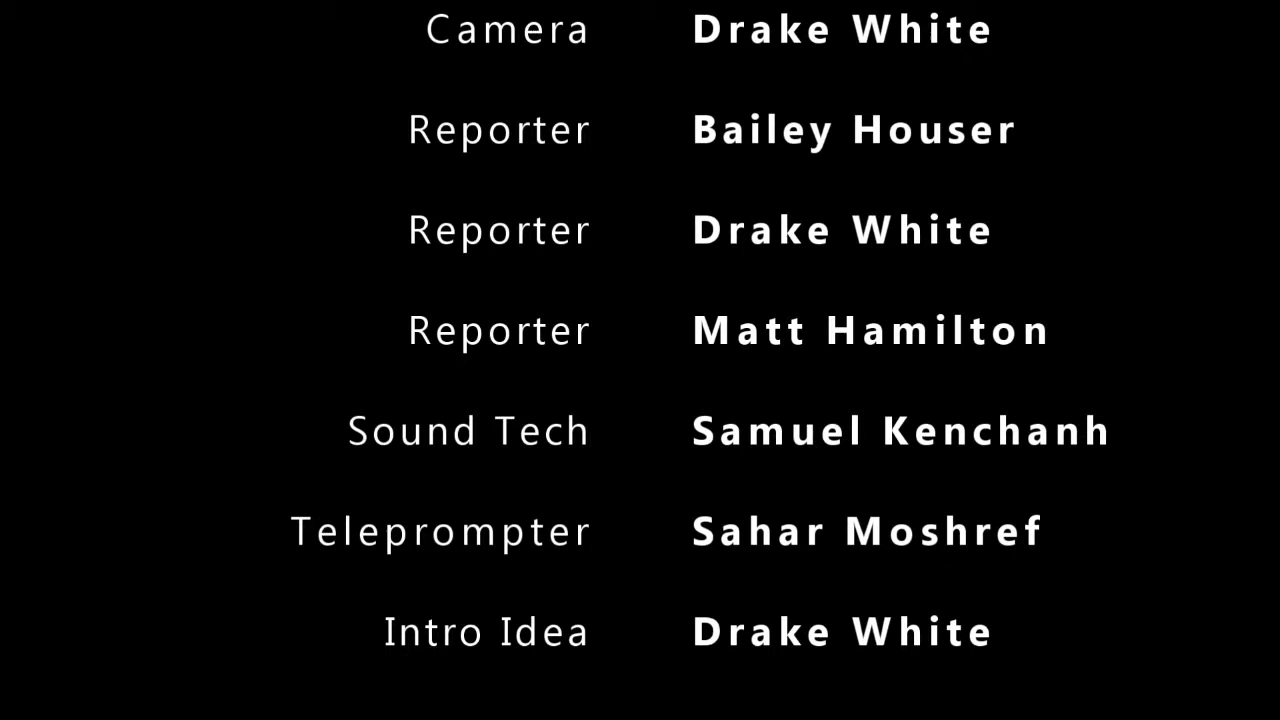 Camera Drake White
Reporter Bailey Houser
Reporter Drake White
Reporter Matt Hamilton
Sound Tech Samuel Kenchanh
Teleprompter Sahar Moshref
Intro Idea Drake White